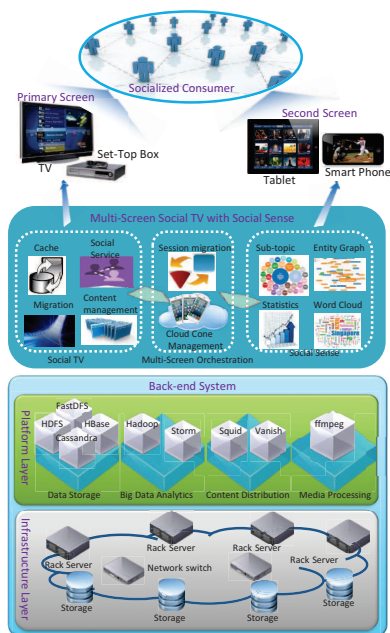 Socialized Consumer
Primary Screen
TV
Set-Top Box
Second Screen
Tablet
Smart Phone
Multi-Screen Social TV with Social Sense
Cache
Social Service
Migration
Content management
Social TV
Session migration
Cloud Cone Management
Multi-Screen Orchestration
Sub-topic
Entity Graph
Statistics
Word Cloud
Singapore
Social Sense
Back-end System
Platform Layer
FastDFS
HDFS
HBase
Cassandra
Data Storage
Hadoop
Storm
Big Data Analytics
Squid
Vanish
Content Distribution
ffmpeg
Media Processing
Infrastructure Layer
Rack Server
Rack Server
Rack Server
Rack Server
Network switch
Storage
Storage
Storage
Storage